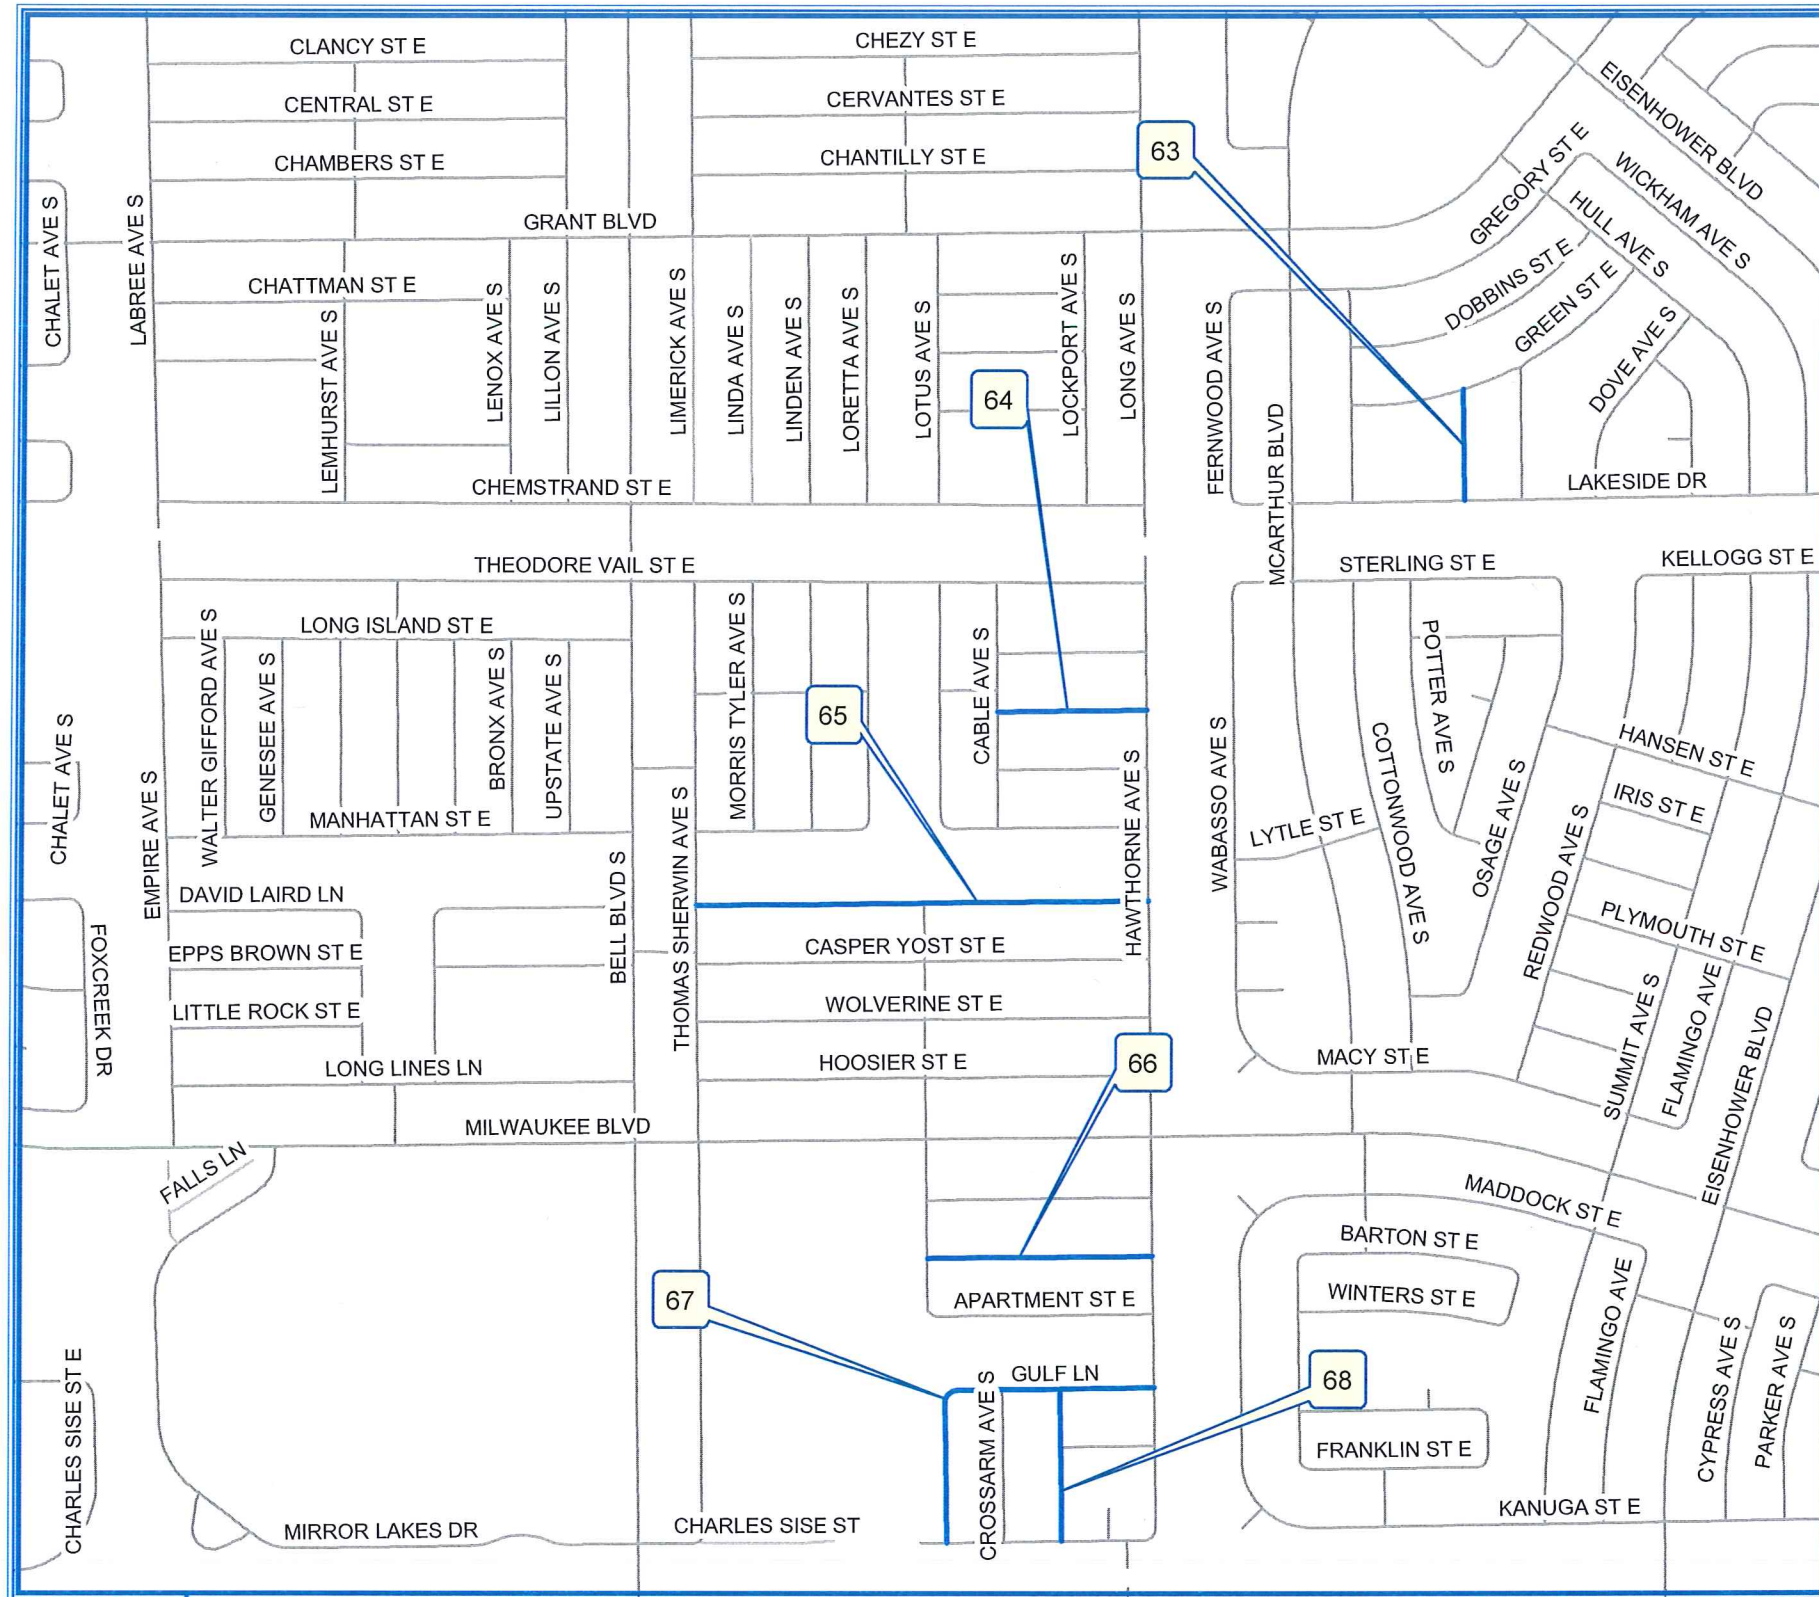 CLANCY ST E
CHEZY ST E
CENTRAL ST E
CERVANTES ST E
CHAMBERS ST E
CHANTILLY ST E
63
EISENHOWER BLVD
GREGORY ST E
WICKHAM AVE S
HULL AVE S
DOBBINS ST E
GREEN ST E
DOVE AVE S
CHALET AVE S
LABREE AVE S
GRANT BLVD
CHATTMAN ST E
LEMHURST AVE S
LENOX AVE S
LILLON AVE S
LIMERICK AVE S
LINDA AVE S
LINDEN AVE S
LORETTA AVE S
LOTUS AVE S
64
LOCKPORT AVE S
LONG AVE S
FERNWOOD AVE S
MCARTHUR BLVD
CHEMSTRAND ST E
LAKESIDE DR
THEODORE VAIL ST E
STERLING ST E
KELLOGG ST E
LONG ISLAND ST E
WALTER GIFFORD AVE S
GENESEE AVE S
BRONX AVE S
UPSTATE AVE S
MORRIS TYLER AVE S
65
CABLE AVE S
POTTER AVE S
COTTONWOOD AVE S
OSAGE AVE S
HANSEN ST E
IRIS ST E
CHALET AVE S
EMPIRE AVE S
MANHATTAN ST E
BELL BLVD S
THOMAS SHERWIN AVE S
HAWTHORNE AVE S
WABASSO AVE S
LYTLE ST E
REDWOOD AVE S
PLYMOUTH ST E
DAVID LAIRD LN
EPPS BROWN ST E
LITTLE ROCK ST E
FOXCREEK DR
CASPER YOST ST E
WOLVERINE ST E
HOOSIER ST E
66
LONG LINES LN
MACY ST E
SUMMIT AVE S
FLAMINGO AVE
EISENHOWER BLVD
MILWAUKEE BLVD
FALLS LN
MADDOCK ST E
BARTON ST E
WINTERS ST E
67
APARTMENT ST E
FLAMINGO AVE
CYPRESS AVE S
PARKER AVE S
GULF LN
CROSSARM AVE S
68
FRANKLIN ST E
KANUGA ST E
CHARLES SISE ST E
MIRROR LAKES DR
CHARLES SISE ST